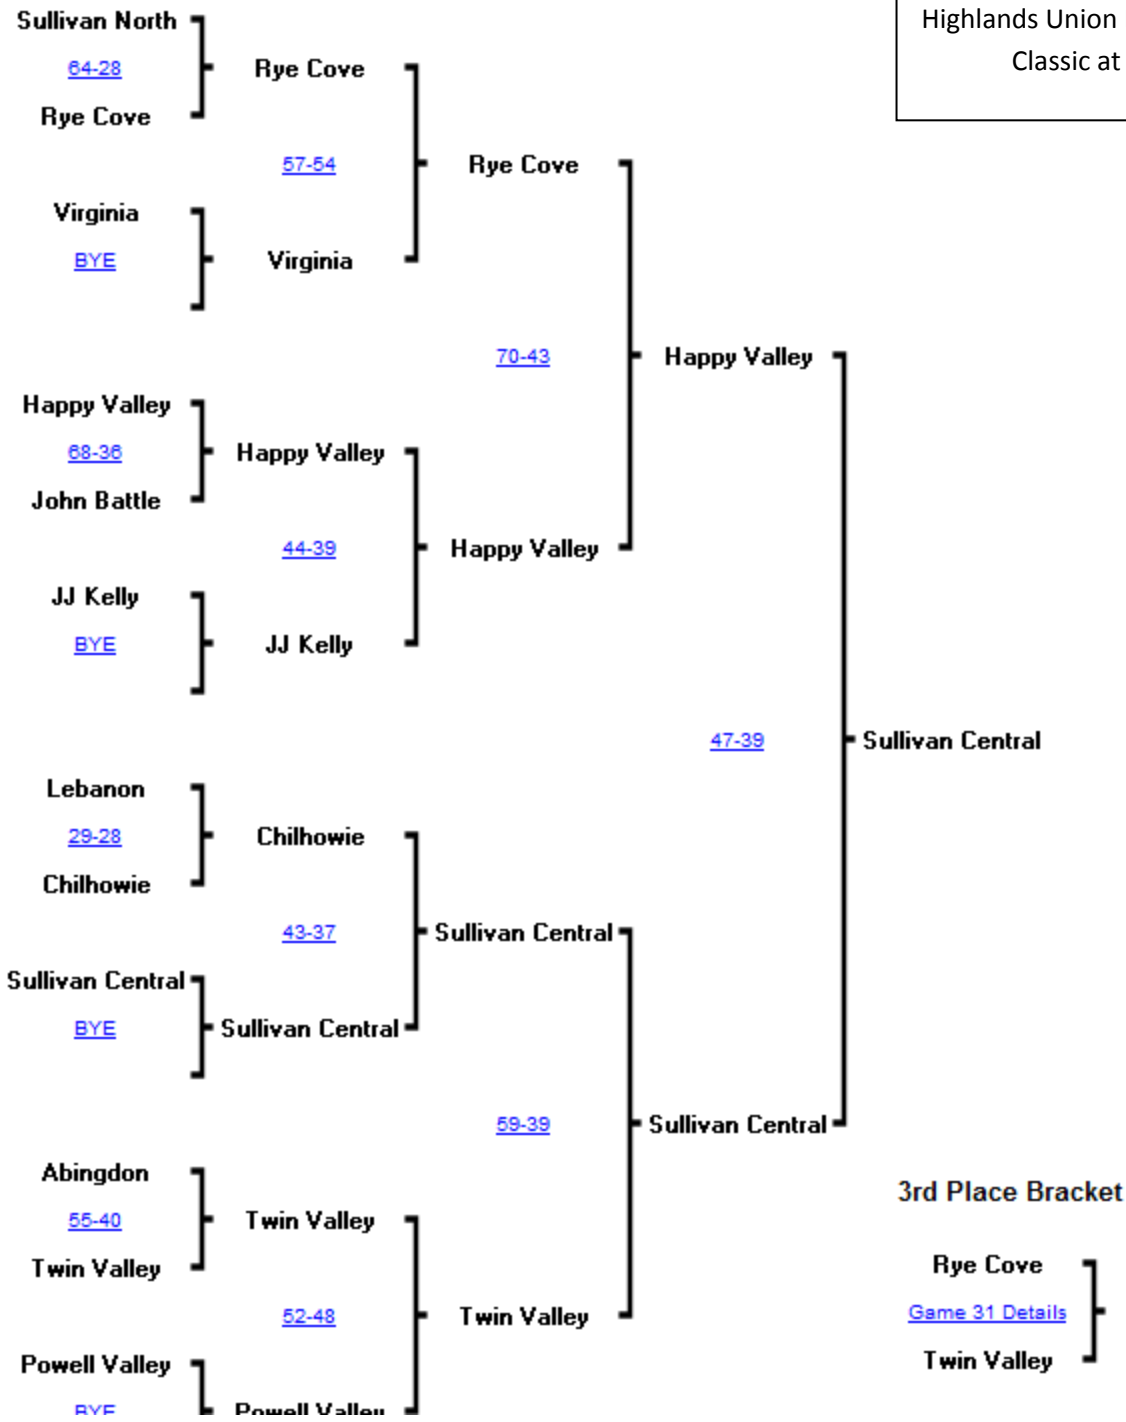 Highlands Union
Classic at
Sullivan North
64-28
Rye Cove
Rye Cove
57-54
Rye Cove
Virginia
BYE
Virginia
70-43
Happy Valley
Happy Valley
68-36
Happy Valley
John Battle
44-39
Happy Valley
JJ Kelly
BYE
JJ Kelly
47-39
Sullivan Central
Lebanon
29-28
Chilhowie
Chilhowie
43-37
Sullivan Central
Sullivan Central
BYE
Sullivan Central
59-39
Sullivan Central
Abingdon
55-40
Twin Valley
Twin Valley
52-48
Twin Valley
Powell Valley
BYE
Powell Valley
3rd Place Bracket
Rye Cove
Game 31 Details
Twin Valley